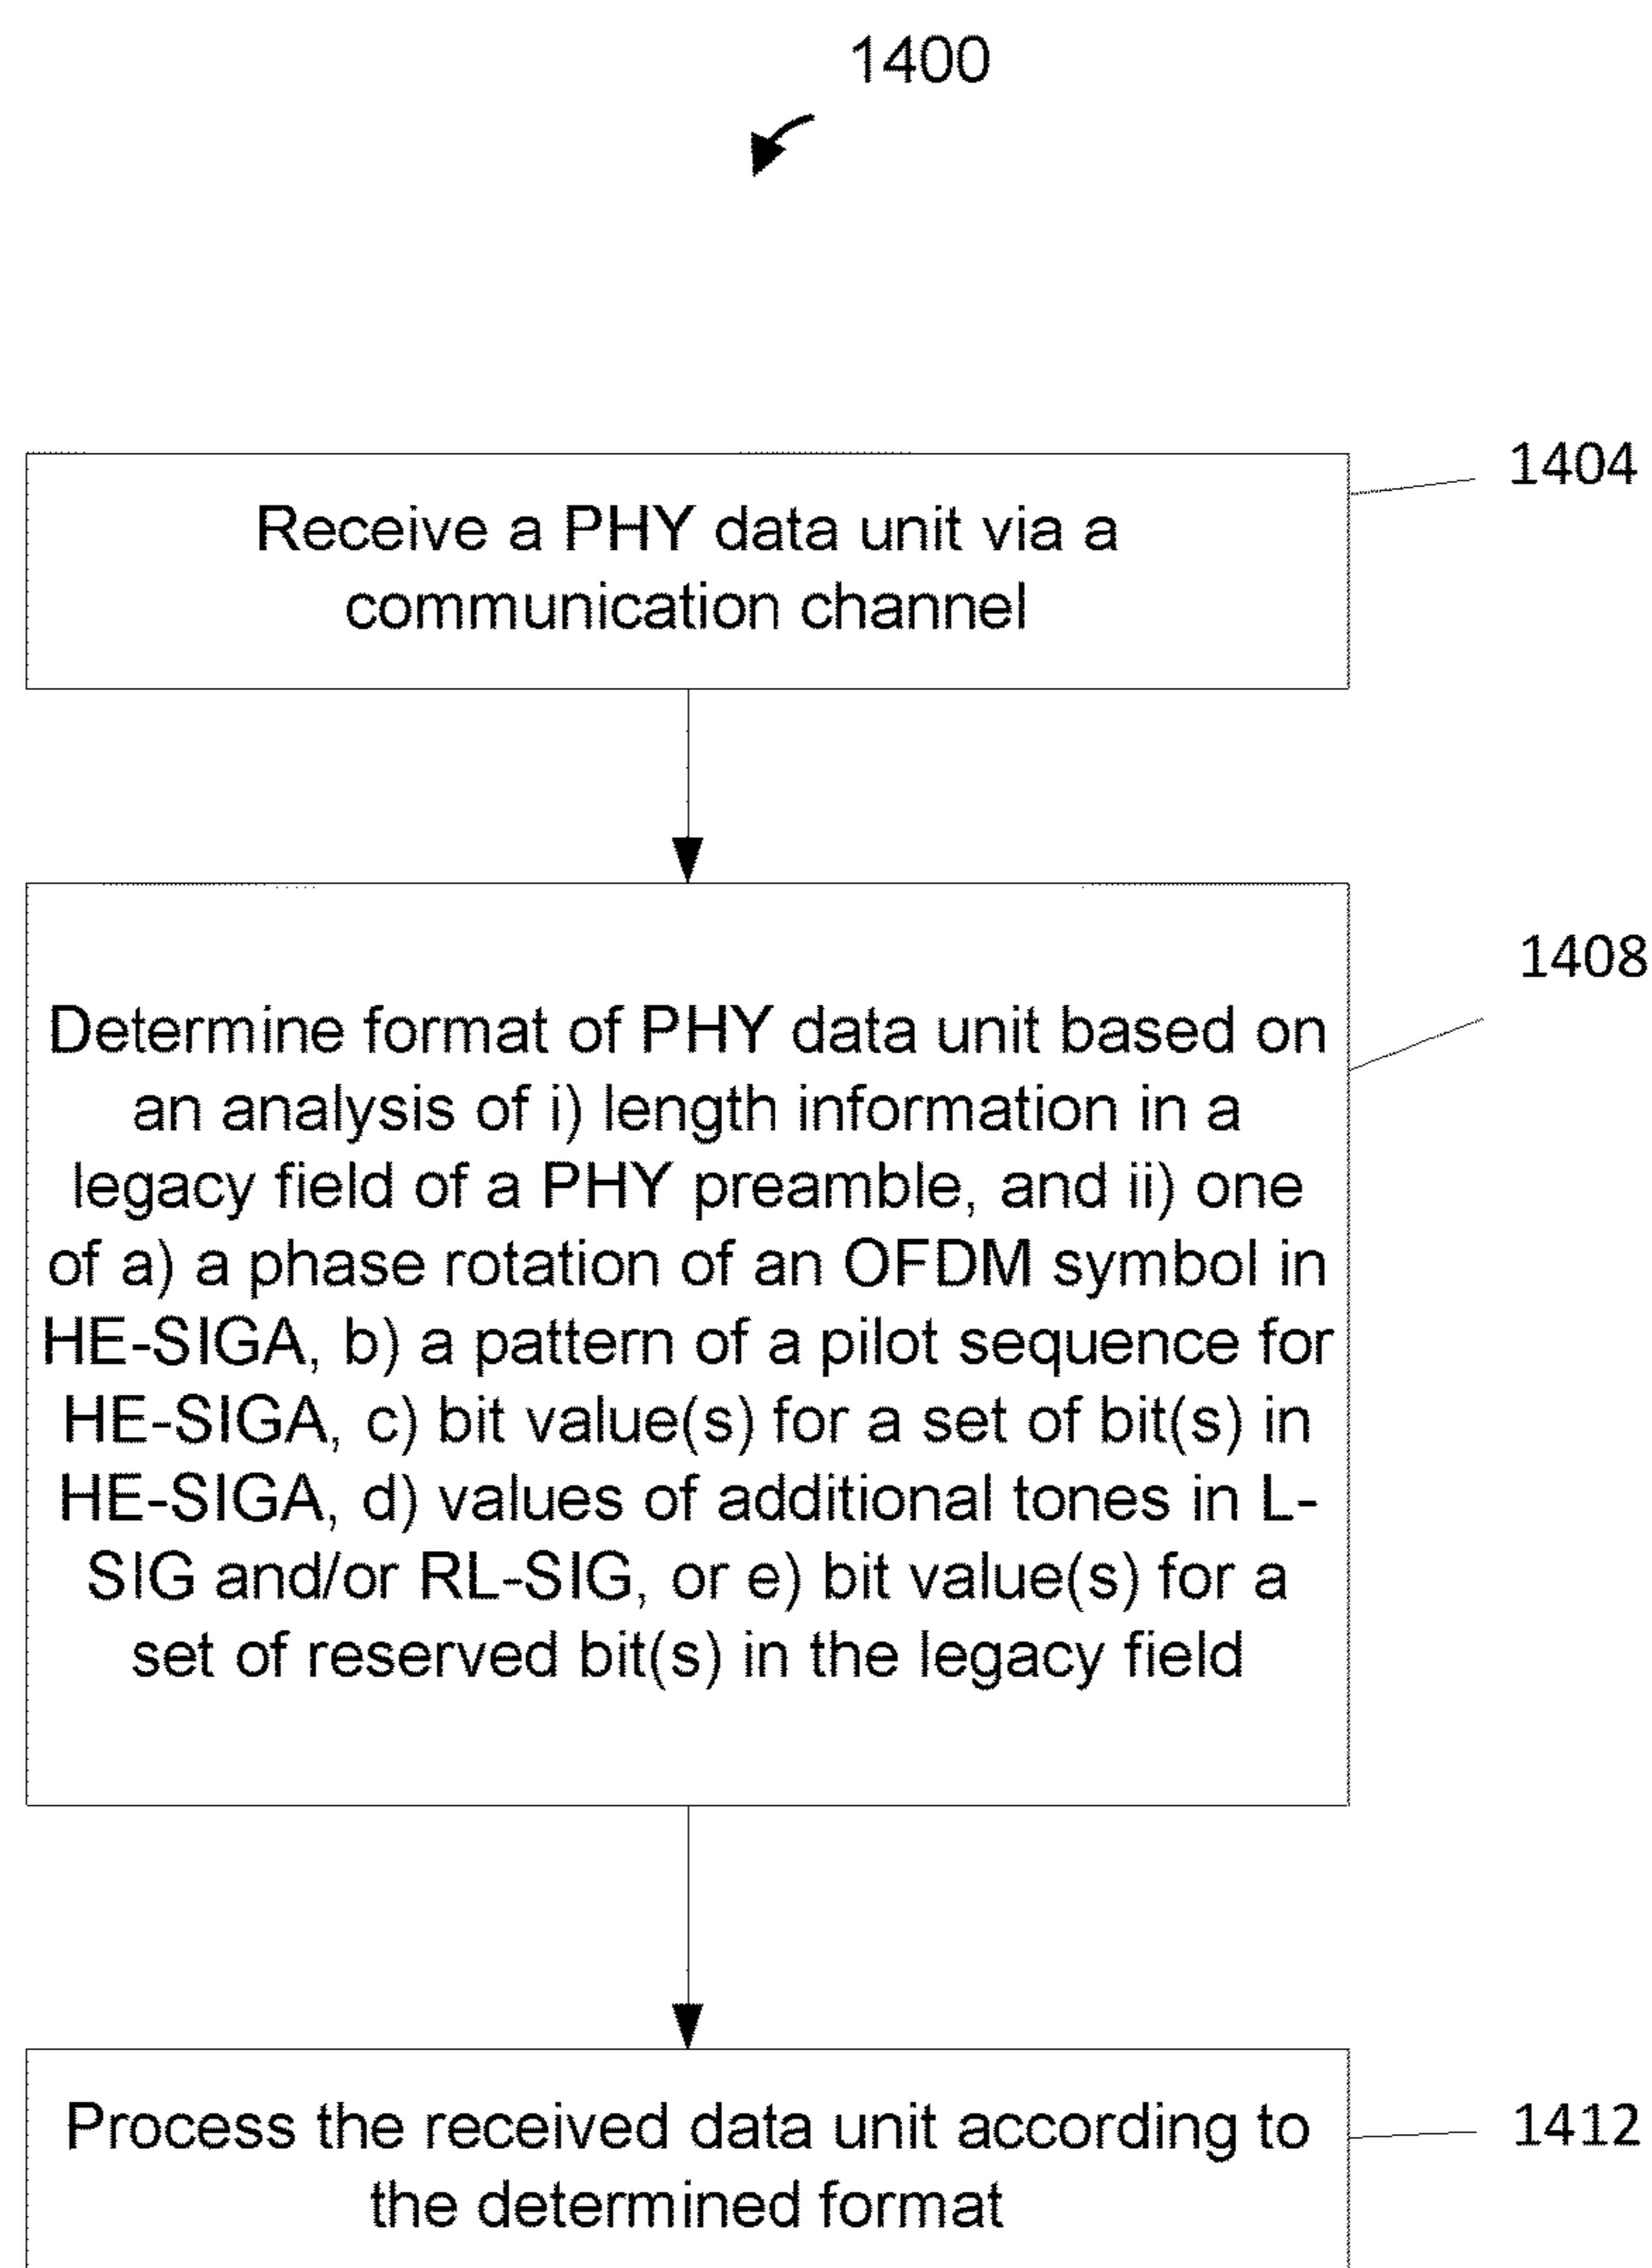 1400
1404
Receive a PHY data unit via a
communication channel
1408
Determine format of PHY data unit based on
an analysis of i) length information in a
legacy field of a PHY preamble, and ii) one
of a) a phase rotation of an OFDM symbol in
HE-SIGA, b) a pattern of a pilot sequence for
HE-SIGA, c) bit value(s) for a set of bit(s) in
HE-SIGA, d) values of additional tones in L-
SIG and/or RL-SIG, or e) bit value(s) for a
set of reserved bit(s) in the legacy field
1412
Process the received data unit according to
the determined format